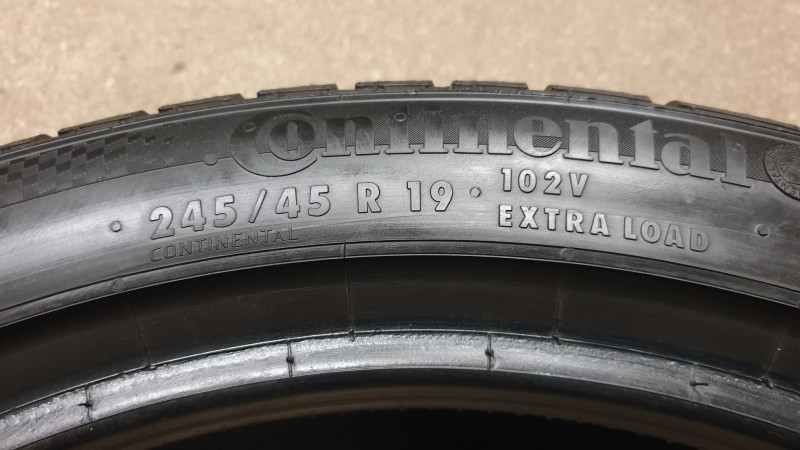 Continental
245/45 R 19
102V
EXTRA LOAD
CONTINENTAL